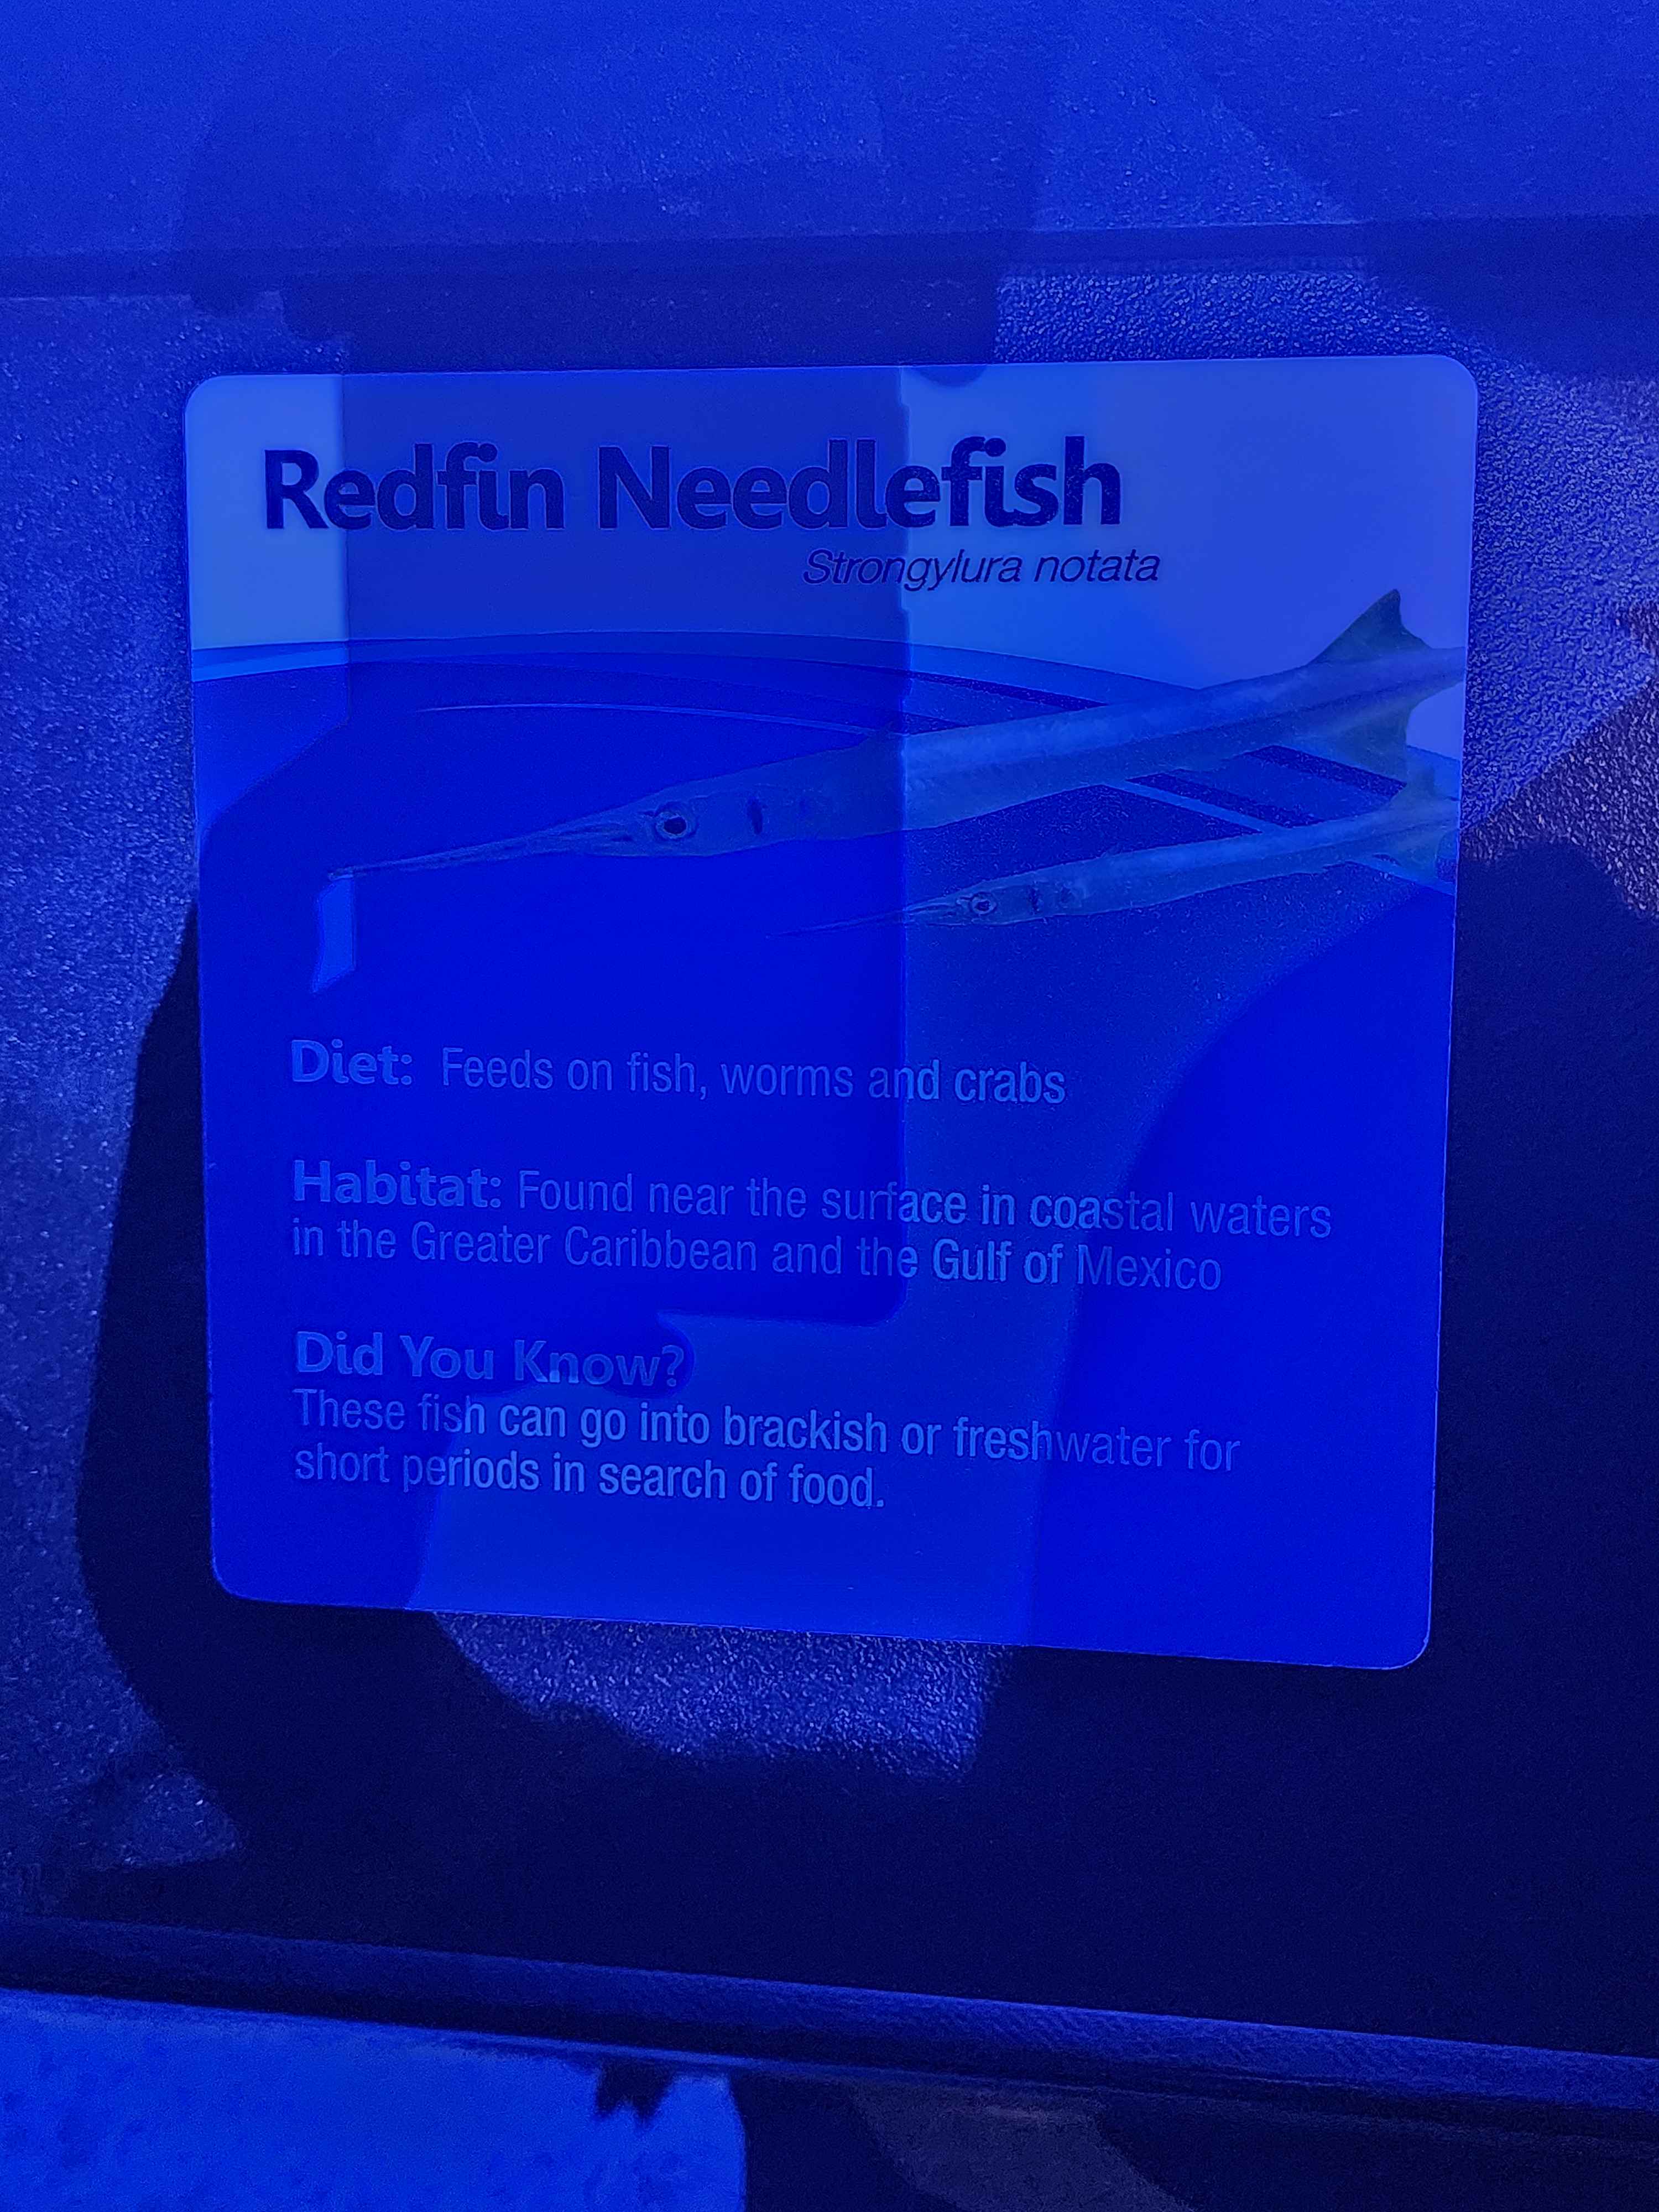 Redfin Needlefish
Strongylura notata
Diet: Feeds on fish, worms and crabs
Habitat: Found near the surface in coastal waters
in the Greater Caribbean and the Gulf of Mexico
Did You Know?
These fish can go into brackish or freshwater for
short periods in search of food.